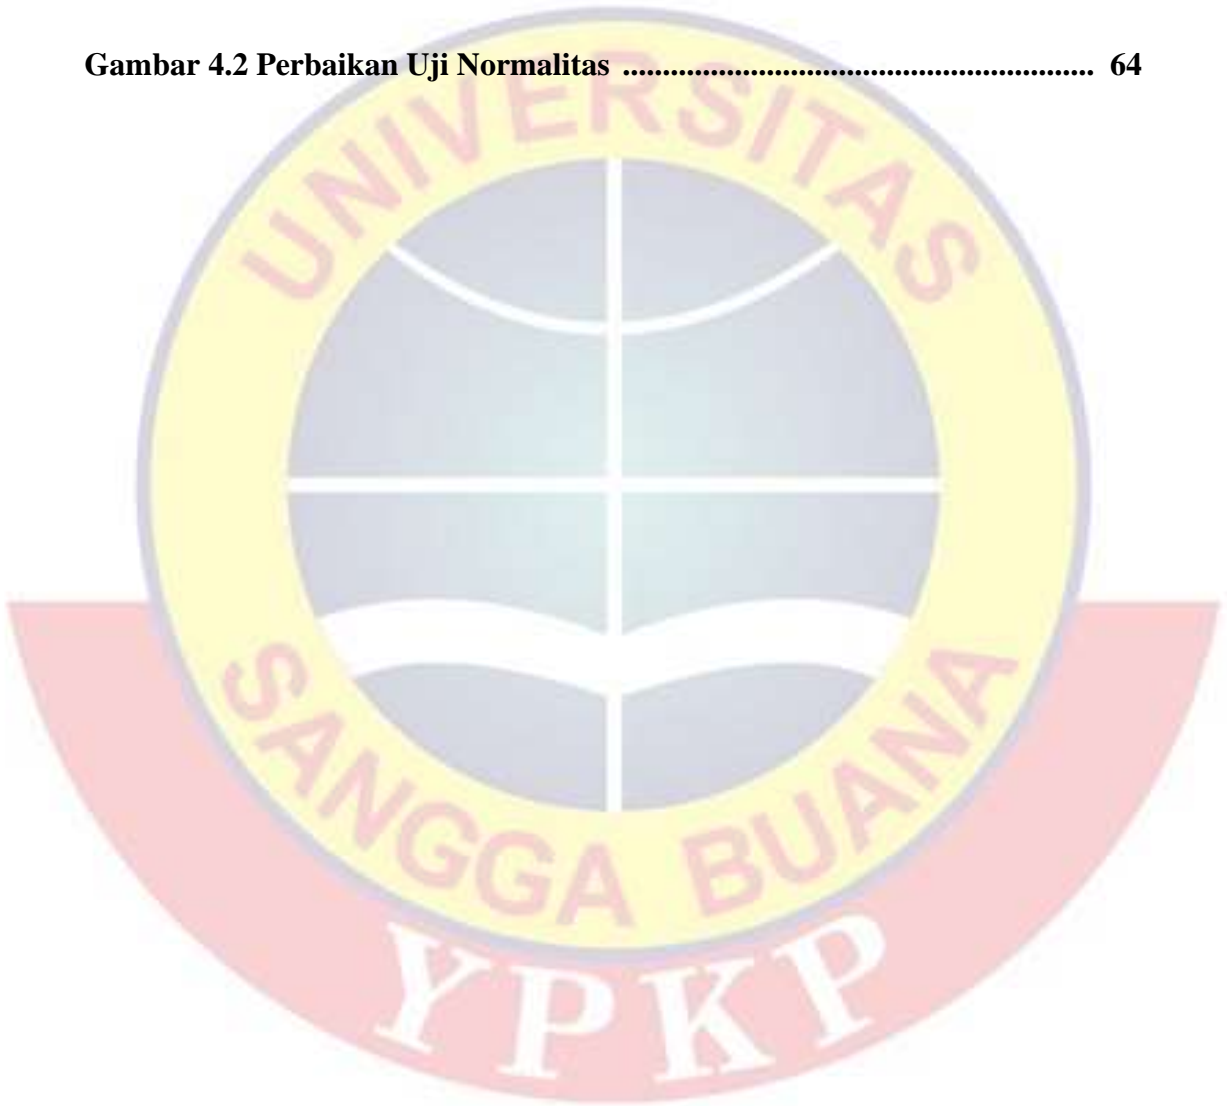 Gambar 4.2 Perbaikan Uji Normalitas ............................................................ 64
UNIVERSITAS
SANGGA BUANA
YPKP